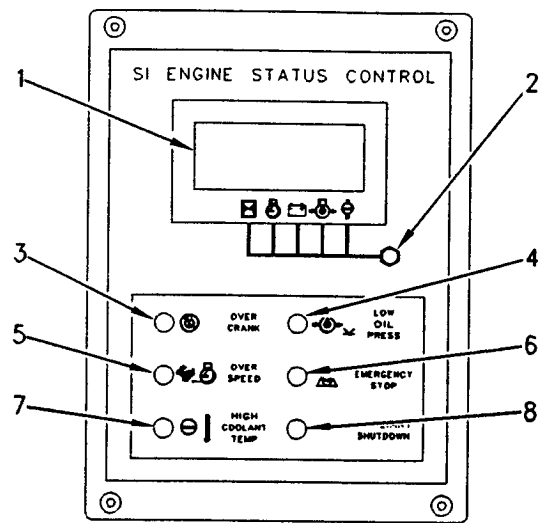 SI ENGINE STATUS CONTROL
1
2
3
OVER
CRANK
4
LOW
OIL
PRESS
5
OVER
SPEED
6
EMERGENCY
STOP
7
HIGH
COOLANT
TEMP
8
SHUTDOWN